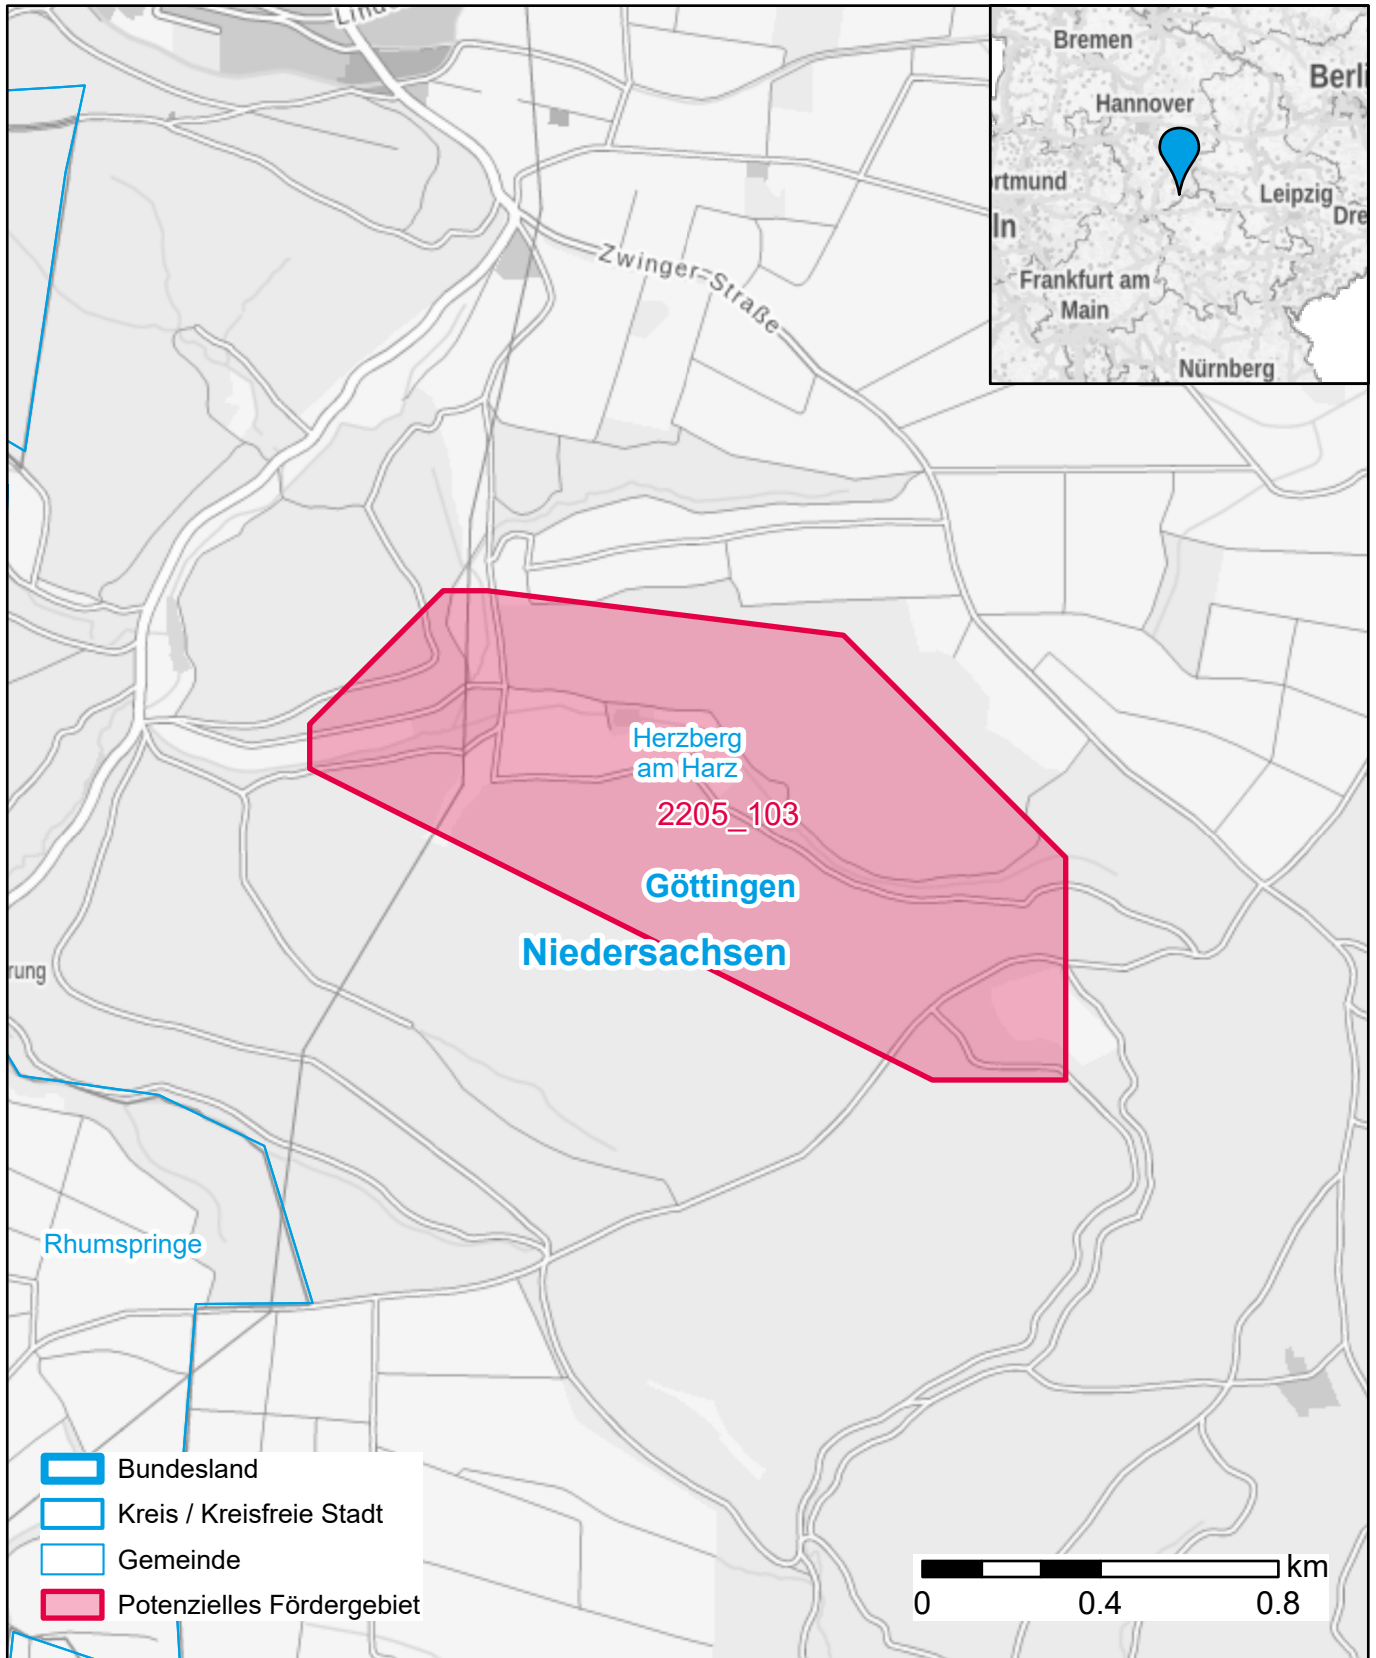 Bremen
Berli
Hannover
rtmund
Leipzig
Dre
ln
Frankfurt am
Main
Nürnberg
Zwinger-Straße
Herzberg
am Harz
2205_103
Göttingen
Niedersachsen
rung
Rhumspringe
Bundesland
Kreis / Kreisfreie Stadt
Gemeinde
Potenzielles Fördergebiet
km
0 0.4 0.8